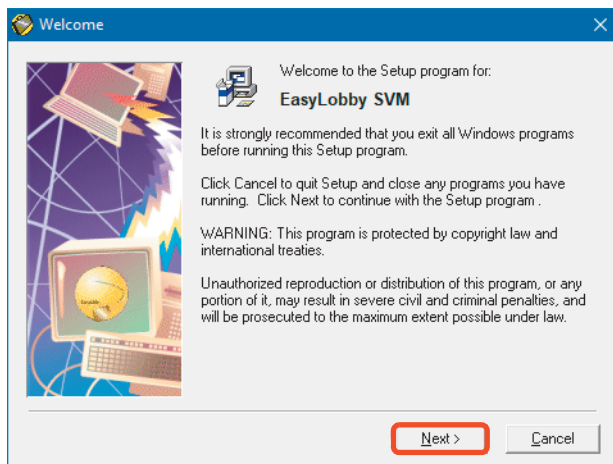 Welcome
Welcome to the Setup program for:
EasyLobby SVM
It is strongly recommended that you exit all Windows programs
before running this Setup program.
Click Cancel to quit Setup and close any programs you have
running. Click Next to continue with the Setup program .
WARNING: This program is protected by copyright law and
international treaties.
Unauthorized reproduction or distribution of this program, or any
portion of it, may result in severe civil and criminal penalties, and
will be prosecuted to the maximum extent possible under law.
Next >
Cancel